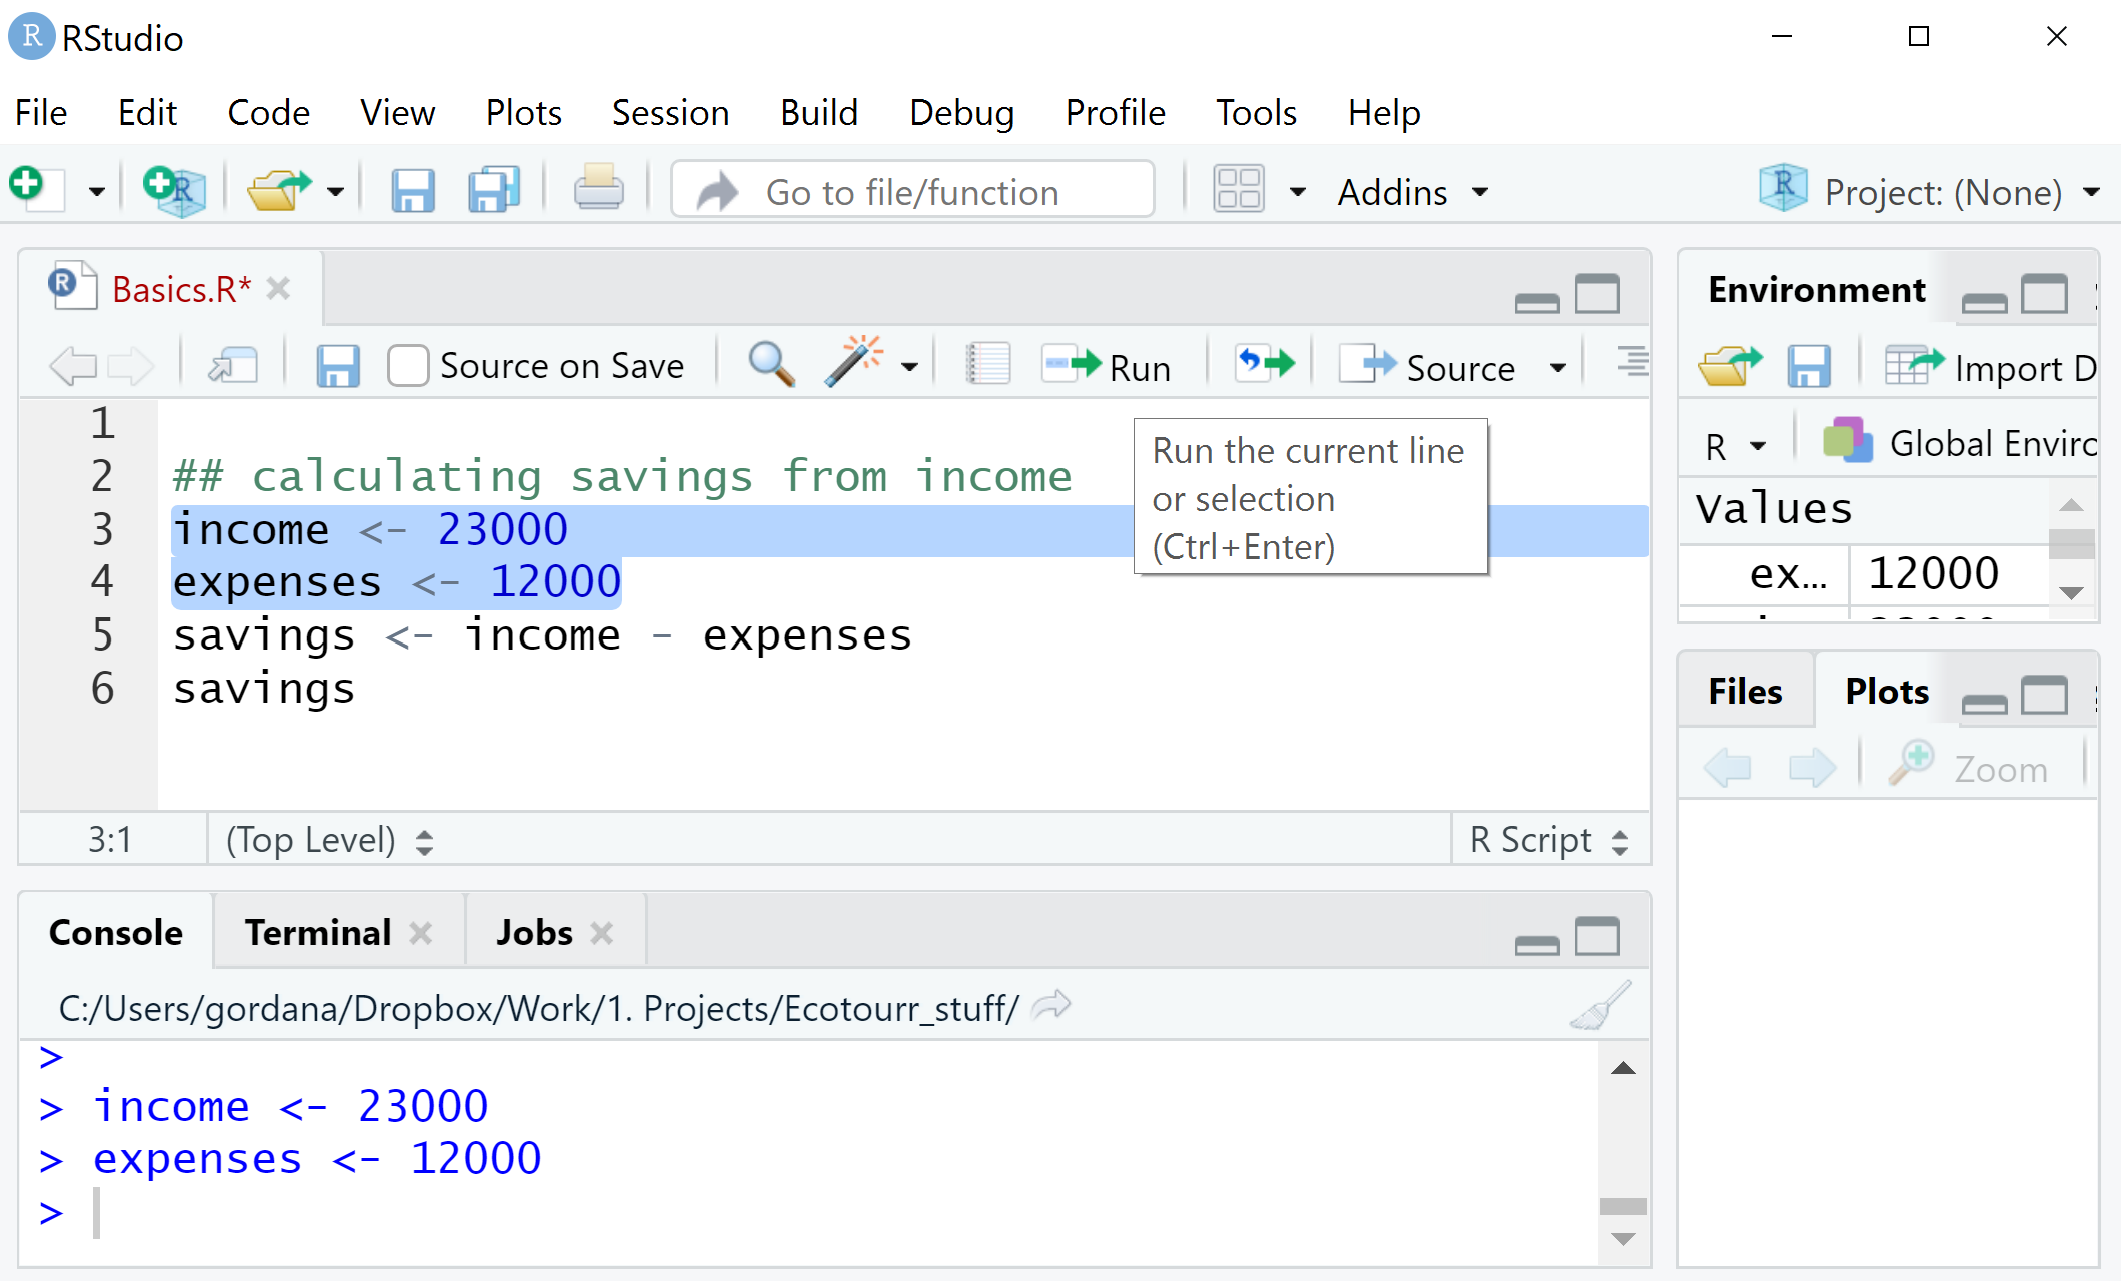 R RStudio
File Edit Code View Plots Session Build Debug Profile Tools Help
Go to file/function Addins Project: (None)
Basics.R*
Source on Save Run Source
1
2 ## calculating savings from income
3 income <- 23000
4 expenses <- 12000
5 savings <- income - expenses
6 savings
Run the current line
or selection
(Ctrl+Enter)
3:1 (Top Level) R Script
Console Terminal Jobs
C:/Users/gordana/Dropbox/Work/1. Projects/Ecotourr_stuff/
>
> income <- 23000
> expenses <- 12000
>
Environment
Import D
R Global Enviro
Values
ex... 12000
Files Plots
Zoom